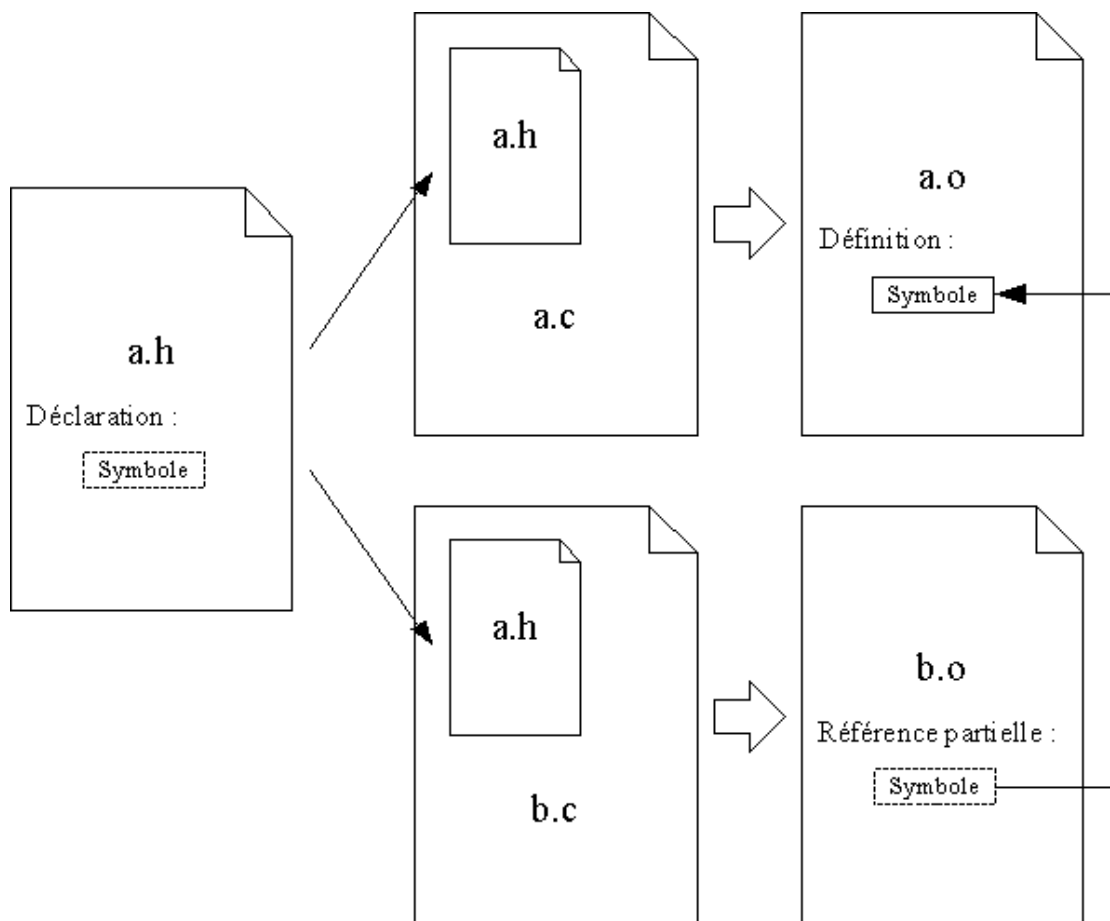 a.h
Déclaration :
Symbole
a.h
a.c
a.o
Définition :
Symbole
a.h
b.c
b.o
Référence partielle :
Symbole